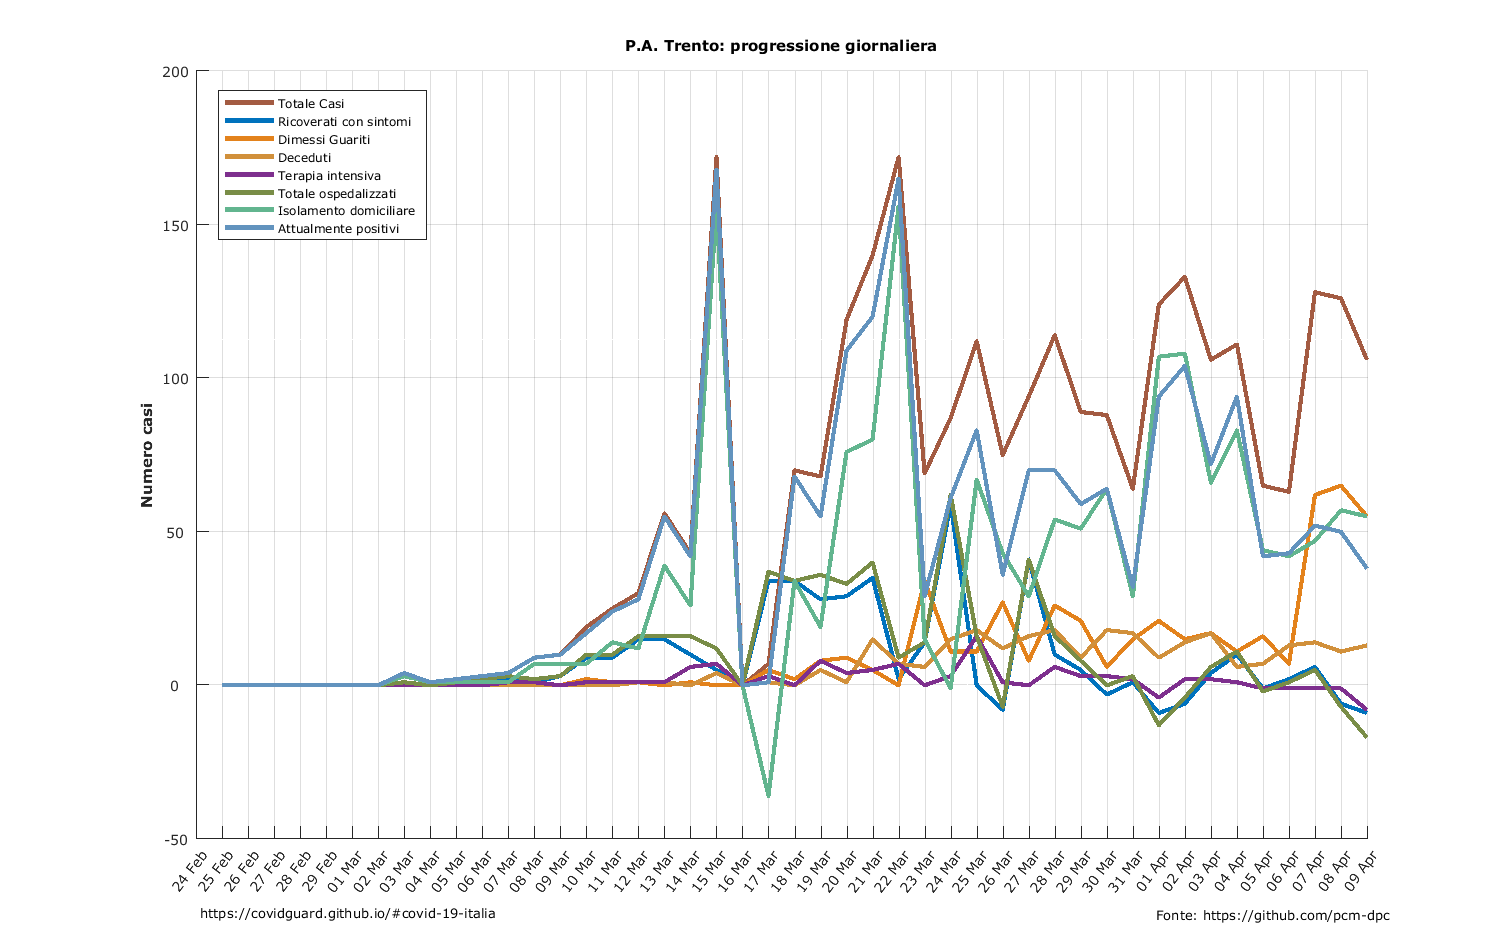 P.A. Trento: progressione giornaliera
200
150
100
50
0
-50
Numero casi
Totale Casi
Ricoverati con sintomi
Dimessi Guariti
Deceduti
Terapia intensiva
Totale ospedalizzati
Isolamento domiciliare
Attualmente positivi
24 Feb
25 Feb
26 Feb
27 Feb
28 Feb
29 Feb
01 Mar
02 Mar
03 Mar
04 Mar
05 Mar
06 Mar
07 Mar
08 Mar
09 Mar
10 Mar
11 Mar
12 Mar
13 Mar
14 Mar
15 Mar
16 Mar
17 Mar
18 Mar
19 Mar
20 Mar
21 Mar
22 Mar
23 Mar
24 Mar
25 Mar
26 Mar
27 Mar
28 Mar
29 Mar
30 Mar
31 Mar
01 Apr
02 Apr
03 Apr
04 Apr
05 Apr
06 Apr
07 Apr
08 Apr
09 Apr
https://covidguard.github.io/#covid-19-italia
Fonte: https://github.com/pcm-dpc